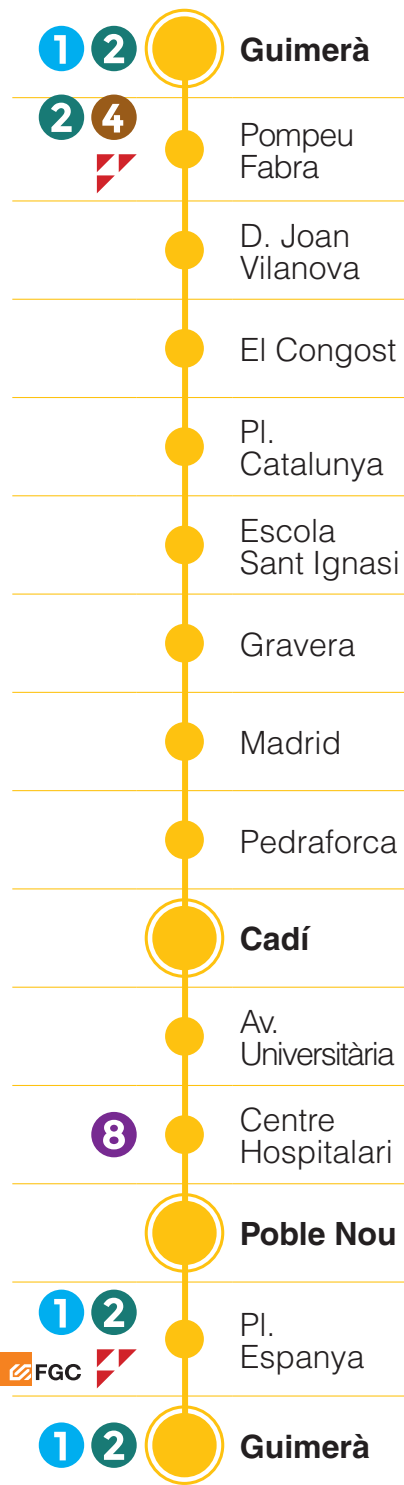 1 2 Guimerà
2 4
Pompeu
Fabra
D. Joan
Vilanova
El Congost
Pl.
Catalunya
Escola
Sant Ignasi
Gravera
Madrid
Pedraforca
Cadí
Av.
Universitària
8
Centre
Hospitalari
Poble Nou
1 2
Pl.
Espanya
FGC
1 2 Guimerà